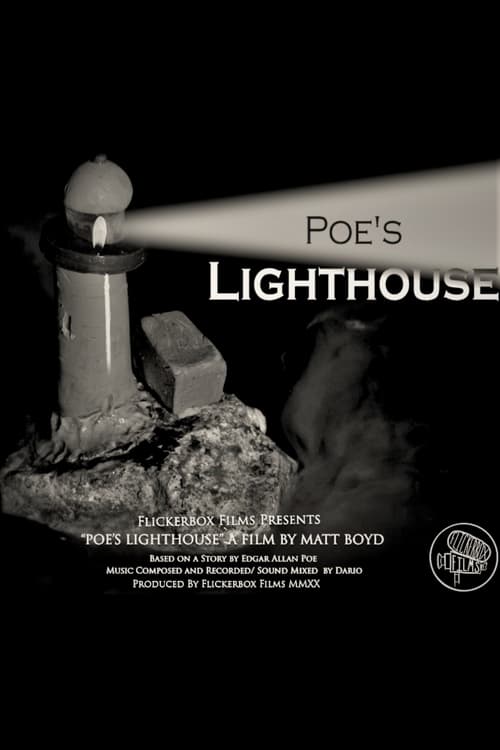 POE'S
LIGHTHOUSE
FLICKERBOX FILMS PRESENTS
"POE'S LIGHTHOUSE" A FILM BY MATT BOYD
BASED ON A STORY BY EDGAR ALLAN POE
MUSIC COMPOSED AND RECORDED/ SOUND MIXED BY DARIO
PRODUCED BY FLICKERBOX FILMS MMXX